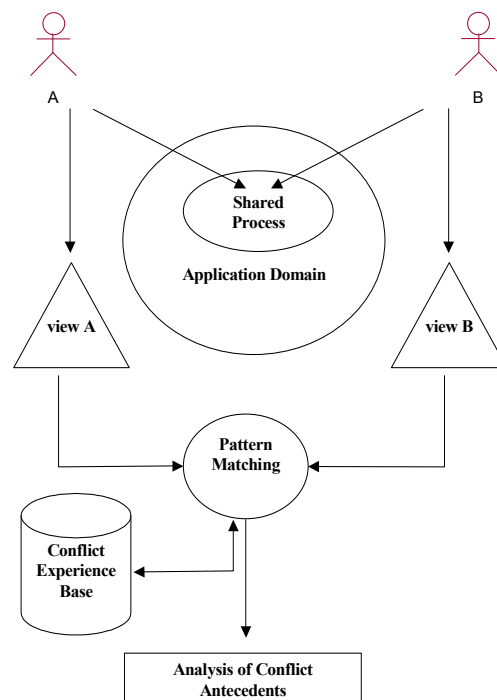 A
B
Shared
Process
Application Domain
view A
view B
Pattern
Matching
Conflict
Experience
Base
Analysis of Conflict
Antecedents